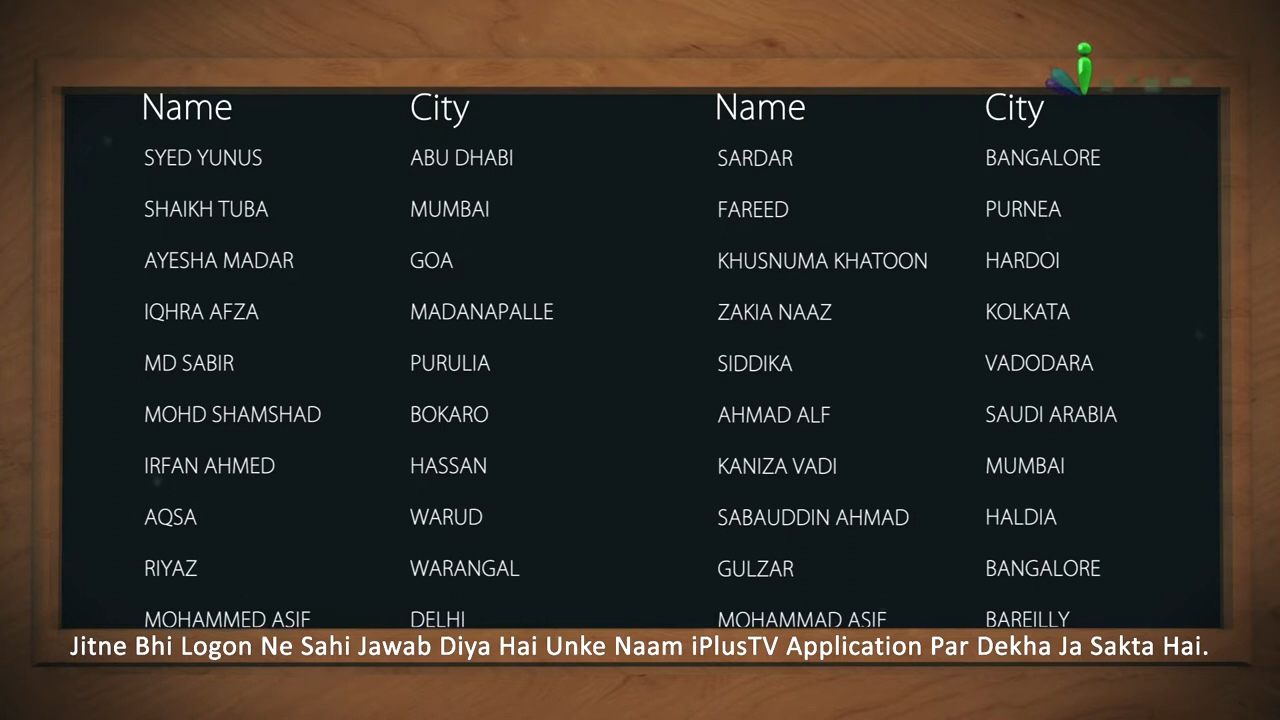 Name City Name City
SYED YUNUS ABU DHABI SARDAR BANGALORE
SHAIKH TUBA MUMBAI FAREED PURNEA
AYESHA MADAR GOA KHUSNUMA KHATOON HARDOI
IQHRA AFZA MADANAPALLE ZAKIA NAAZ KOLKATA
MD SABIR PURULIA SIDDIKA VADODARA
MOHD SHAMSHAD BOKARO AHMAD ALF SAUDI ARABIA
IRFAN AHMED HASSAN KANIZA VADI MUMBAI
AQSA WARUD SABAUDDIN AHMAD HALDIA
RIYAZ WARANGAL GULZAR BANGALORE
MOHAMMED ASIF DELHI MOHAMMAD ASIF BAREILLY
Jitne Bhi Logon Ne Sahi Jawab Diya Hai Unke Naam iPlusTV Application Par Dekha Ja Sakta Hai.